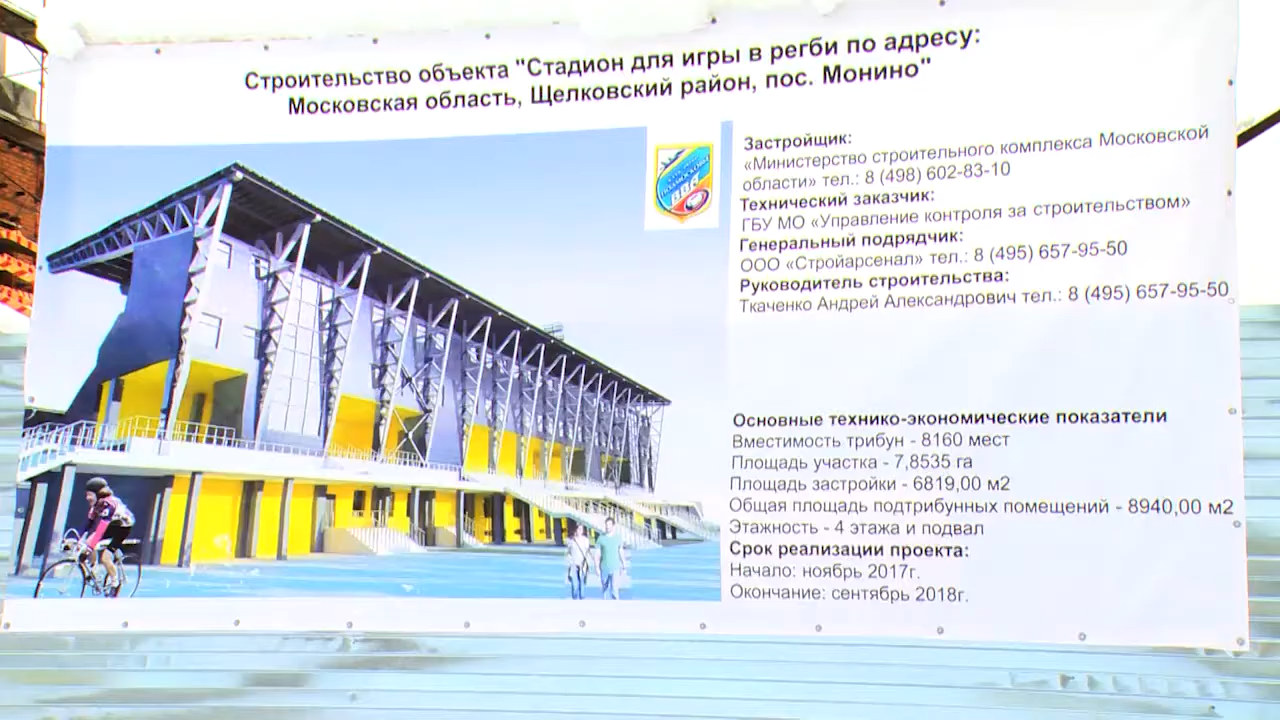 Строительство объекта "Стадион для игры в регби по адресу:
Московская область, Щелковский район, пос. Монино"
Застройщик:
«Министерство строительного комплекса Московской
области» тел.: 8 (498) 602-83-10
Технический заказчик:
ГБУ МО «Управление контроля за строительством»
Генеральный подрядчик:
ООО «Стройарсенал» тел.: 8 (495) 657-95-50
Руководитель строительства:
Ткаченко Андрей Александрович тел.: 8 (495) 657-95-50
Основные технико-экономические показатели
Вместимость трибун - 8160 мест
Площадь участка - 7,8535 га
Площадь застройки - 6819,00 м2
Общая площадь подтрибунных помещений - 8940,00 м2
Этажность - 4 этажа и подвал
Срок реализации проекта:
Начало: ноябрь 2017г.
Окончание: сентябрь 2018г.